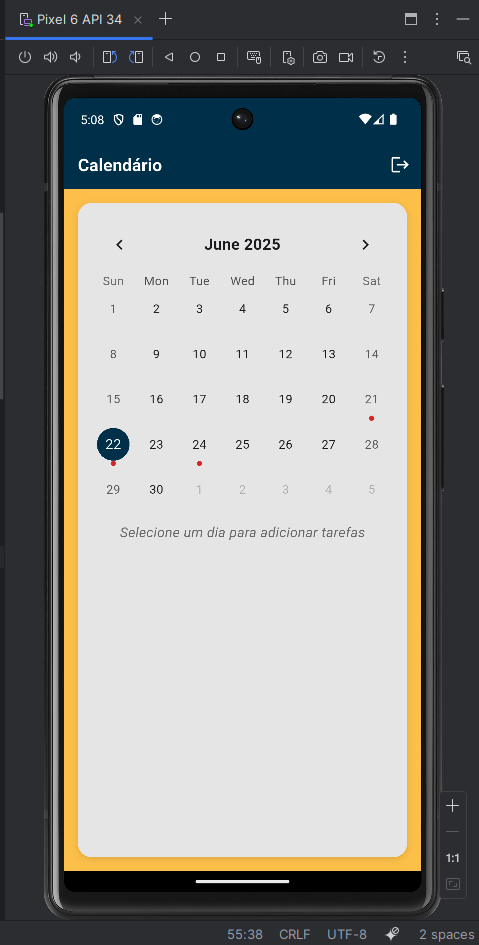 Pixel 6 API 34
5:08
Calendário
June 2025
Sun Mon Tue Wed Thu Fri Sat
1 2 3 4 5 6 7
8 9 10 11 12 13 14
15 16 17 18 19 20 21
22 23 24 25 26 27 28
29 30 1 2 3 4 5
Selecione um dia para adicionar tarefas
1:1
55:38 CRLF UTF-8 2 spaces